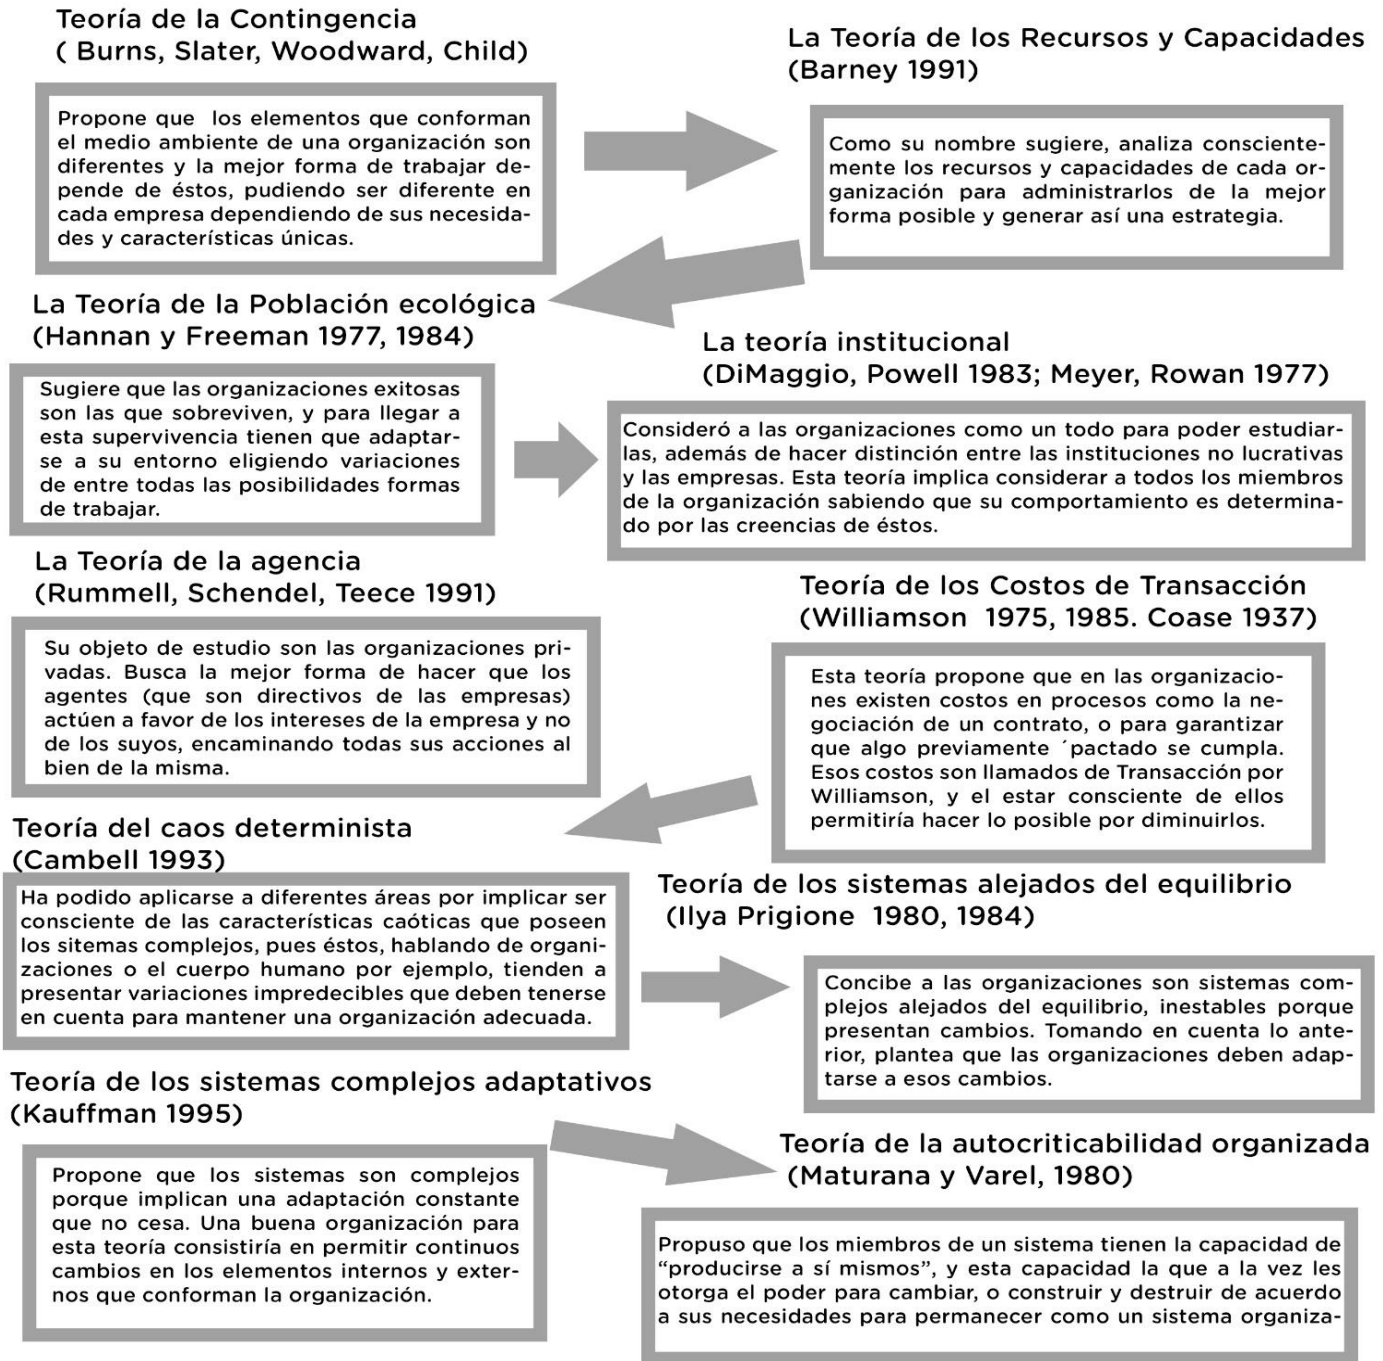 Teoría de la Contingencia
( Burns, Slater, Woodward, Child)
Propone que los elementos que conforman
el medio ambiente de una organización son
diferentes y la mejor forma de trabajar de-
pende de éstos, pudiendo ser diferente en
cada empresa dependiendo de sus necesida-
des y características únicas.
La Teoría de los Recursos y Capacidades
(Barney 1991)
Como su nombre sugiere, analiza consciente-
mente los recursos y capacidades de cada or-
ganización para administrarlos de la mejor
forma posible y generar así una estrategia.
La Teoría de la Población ecológica
(Hannan y Freeman 1977, 1984)
Sugiere que las organizaciones exitosas
son las que sobreviven, y para llegar a
esta supervivencia tienen que adaptar-
se a su entorno eligiendo variaciones
de entre todas las posibilidades formas
de trabajar.
La teoría institucional
(DiMaggio, Powell 1983; Meyer, Rowan 1977)
Consideró a las organizaciones como un todo para poder estudiar-
las, además de hacer distinción entre las instituciones no lucrativas
y las empresas. Esta teoría implica considerar a todos los miembros
de la organización sabiendo que su comportamiento es determina-
do por las creencias de éstos.
La Teoría de la agencia
(Rummell, Schendel, Teece 1991)
Su objeto de estudio son las organizaciones pri-
vadas. Busca la mejor forma de hacer que los
agentes (que son directivos de las empresas)
actúen a favor de los intereses de la empresa y no
de los suyos, encaminando todas sus acciones al
bien de la misma.
Teoría de los Costos de Transacción
(Williamson 1975, 1985. Coase 1937)
Esta teoría propone que en las organizacio-
nes existen costos en procesos como la ne-
gociación de un contrato, o para garantizar
que algo previamente ´pactado se cumpla.
Esos costos son llamados de Transacción por
Williamson, y el estar consciente de ellos
permitiría hacer lo posible por diminuirlos.
Teoría del caos determinista
(Cambell 1993)
Ha podido aplicarse a diferentes áreas por implicar ser
consciente de las características caóticas que poseen
los sitemas complejos, pues éstos, hablando de organi-
zaciones o el cuerpo humano por ejemplo, tienden a
presentar variaciones impredecibles que deben tenerse
en cuenta para mantener una organización adecuada.
Teoría de los sistemas alejados del equilibrio
(Ilya Prigione 1980, 1984)
Concibe a las organizaciones son sistemas com-
plejos alejados del equilibrio, inestables porque
presentan cambios. Tomando en cuenta lo ante-
rior, plantea que las organizaciones deben adap-
tarse a esos cambios.
Teoría de los sistemas complejos adaptativos
(Kauffman 1995)
Propone que los sistemas son complejos
porque implican una adaptación constante
que no cesa. Una buena organización para
esta teoría consistiría en permitir continuos
cambios en los elementos internos y exter-
nos que conforman la organización.
Teoría de la autocriticabilidad organizada
(Maturana y Varel, 1980)
Propuso que los miembros de un sistema tienen la capacidad de
“producirse a sí mismos”, y esta capacidad la que a la vez les
otorga el poder para cambiar, o construir y destruir de acuerdo
a sus necesidades para permanecer como un sistema organiza-